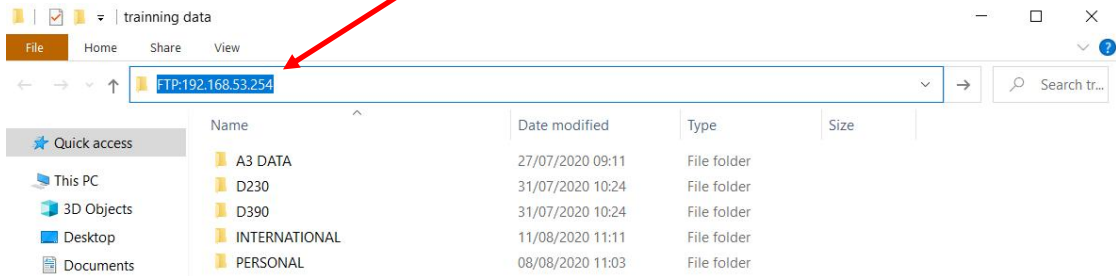 trainning data
File Home Share View
FTP:192.168.53.254
Search tr...
Name Date modified Type Size
Quick access
This PC
3D Objects
Desktop
Documents
A3 DATA 27/07/2020 09:11 File folder
D230 31/07/2020 10:24 File folder
D390 31/07/2020 10:24 File folder
INTERNATIONAL 11/08/2020 11:11 File folder
PERSONAL 08/08/2020 11:03 File folder